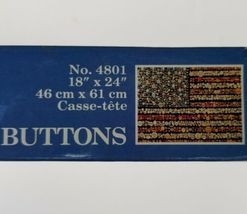 No. 4801
18" x 24"
46 cm x 61 cm
Casse-tête
BUTTONS